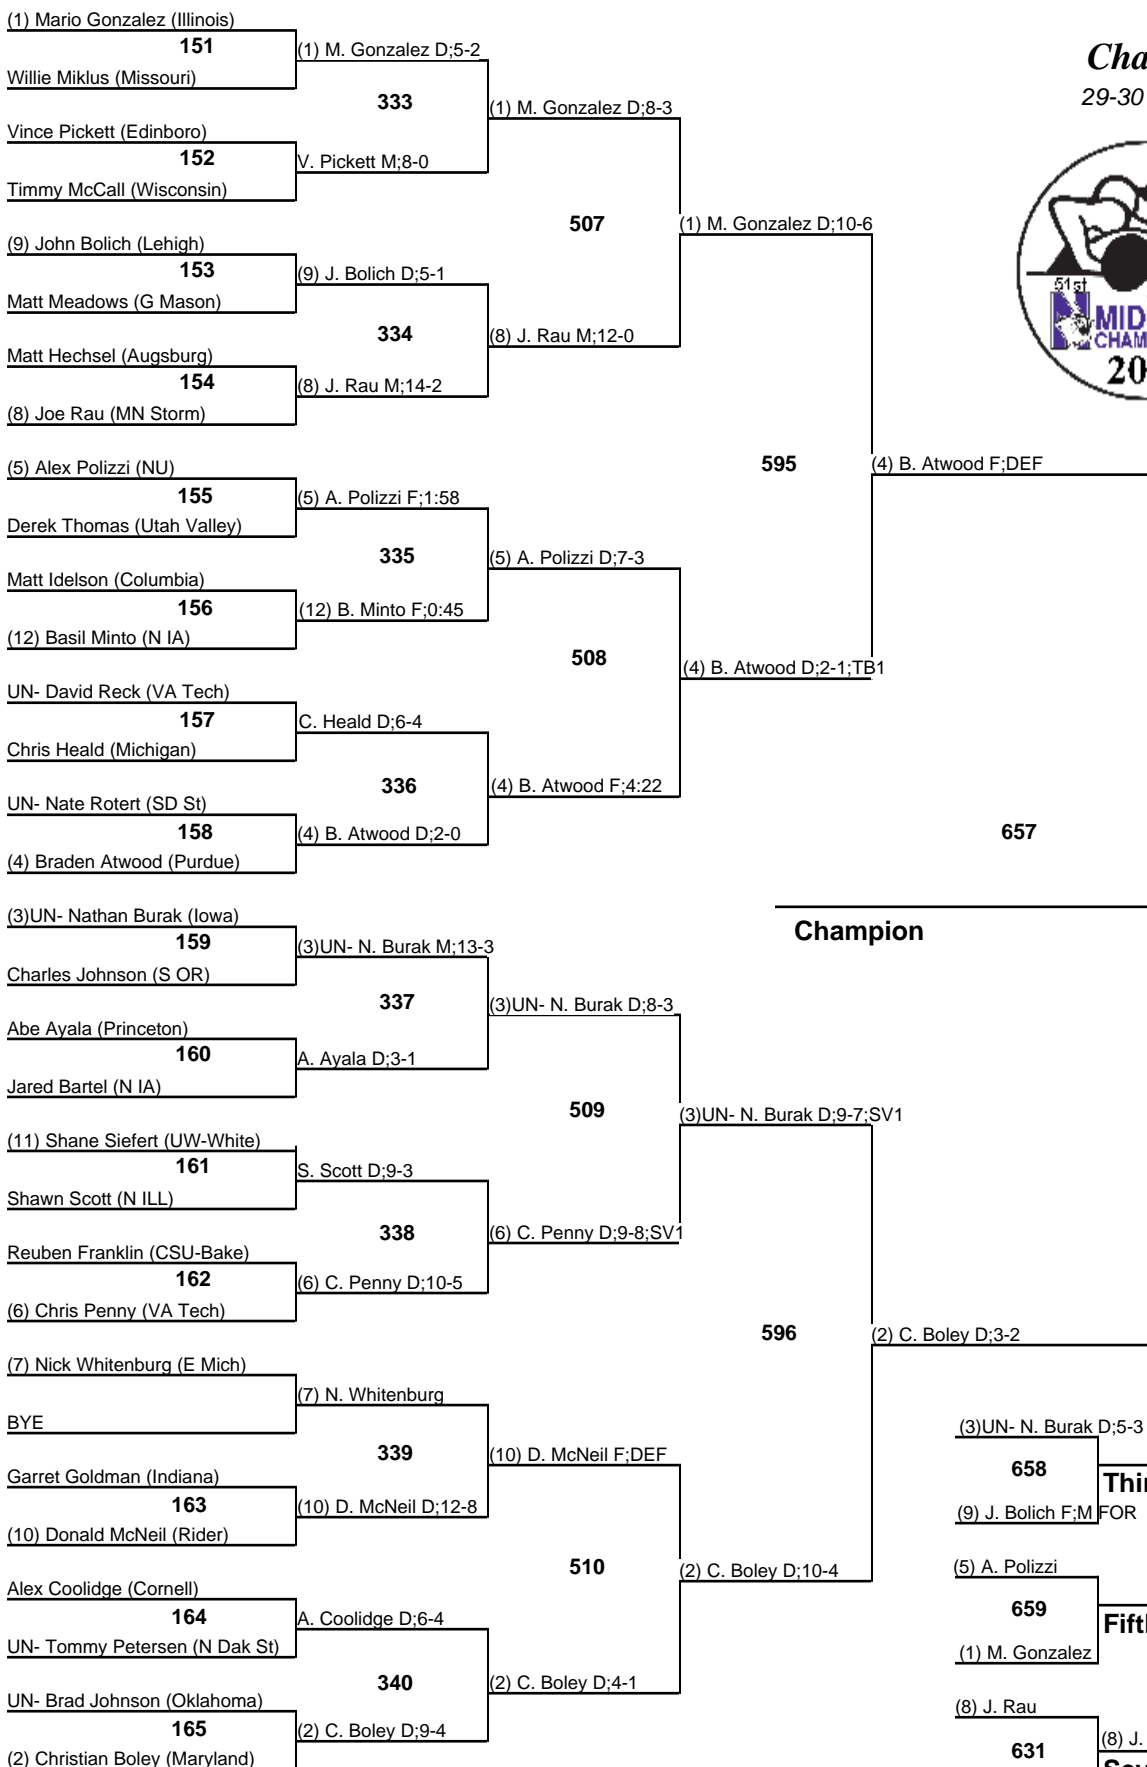 (1) Mario Gonzalez (Illinois)
151
Willie Miklus (Missouri)
(1) M. Gonzalez D;5-2
333
Vince Pickett (Edinboro)
152
Timmy McCall (Wisconsin)
V. Pickett M;8-0
(1) M. Gonzalez D;8-3
507
(9) John Bolich (Lehigh)
153
Matt Meadows (G Mason)
(9) J. Bolich D;5-1
334
Matt Hechsel (Augsburg)
154
(8) Joe Rau (MN Storm)
(8) J. Rau M;14-2
(8) J. Rau M;12-0
(1) M. Gonzalez D;10-6
595
(5) Alex Polizzi (NU)
155
Derek Thomas (Utah Valley)
(5) A. Polizzi F;1:58
335
Matt Idelson (Columbia)
156
(12) Basil Minto (N IA)
(12) B. Minto F;0:45
(5) A. Polizzi D;7-3
508
UN- David Reck (VA Tech)
157
Chris Heald (Michigan)
C. Heald D;6-4
336
UN- Nate Rotert (SD St)
158
(4) Braden Atwood (Purdue)
(4) B. Atwood D;2-0
(4) B. Atwood F;4:22
(4) B. Atwood D;2-1;TB1
(4) B. Atwood F;DEF
657
Champion
(3)UN- Nathan Burak (Iowa)
159
Charles Johnson (S OR)
(3)UN- N. Burak M;13-3
337
Abe Ayala (Princeton)
160
Jared Bartel (N IA)
A. Ayala D;3-1
(3)UN- N. Burak D;8-3
509
(11) Shane Siefert (UW-White)
161
Shawn Scott (N ILL)
S. Scott D;9-3
338
Reuben Franklin (CSU-Bake)
162
(6) Chris Penny (VA Tech)
(6) C. Penny D;10-5
(6) C. Penny D;9-8;SV1
(3)UN- N. Burak D;9-7;SV1
596
(7) Nick Whitenburg (E Mich)
BYE
(7) N. Whitenburg
339
Garret Goldman (Indiana)
163
(10) Donald McNeil (Rider)
(10) D. McNeil D;12-8
(10) D. McNeil F;DEF
510
Alex Coolidge (Cornell)
164
UN- Tommy Petersen (N Dak St)
A. Coolidge D;6-4
340
UN- Brad Johnson (Oklahoma)
165
(2) Christian Boley (Maryland)
(2) C. Boley D;9-4
(2) C. Boley D;4-1
(2) C. Boley D;10-4
(2) C. Boley D;3-2
Cha
29-30
51st
N
MID
CHAM
20
(3)UN- N. Burak D;5-3
658
Thi
(9) J. Bolich F;M FOR
(5) A. Polizzi
659
Fift
(1) M. Gonzalez
(8) J. Rau
631
(8) J.